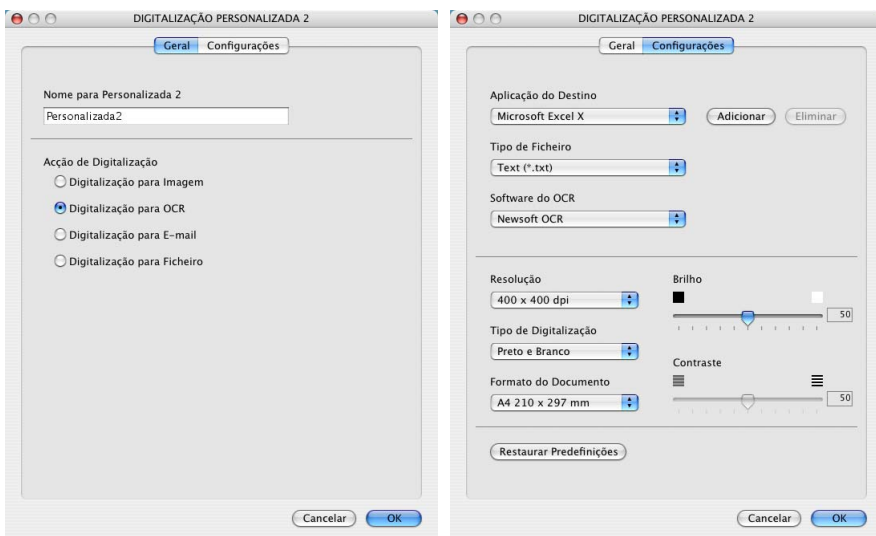 DIGITALIZAÇÃO PERSONALIZADA 2
Geral Configurações
Nome para Personalizada 2
Personalizada2
Acção de Digitalização
Digitalização para Imagem
Digitalização para OCR
Digitalização para E-mail
Digitalização para Ficheiro
Cancelar OK
DIGITALIZAÇÃO PERSONALIZADA 2
Geral Configurações
Aplicação do Destino
Microsoft Excel X Adicionar Eliminar
Tipo de Ficheiro
Text (*.txt)
Software do OCR
Newsoft OCR
Resolução Brilho
400 x 400 dpi
50
Tipo de Digitalização
Preto e Branco
Contraste
Formato do Documento
A4 210 x 297 mm 50
Restaurar Predefinições
Cancelar OK